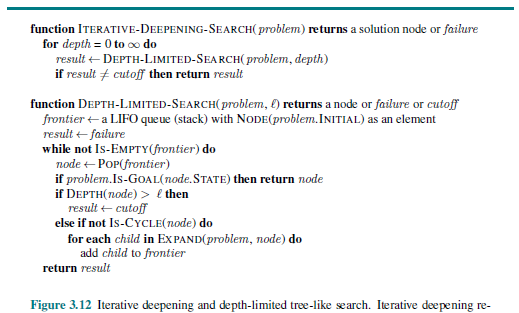 function ITERATIVE-DEEPENING-SEARCH(problem) returns a solution node or failure
for depth = 0 to ∞ do
result ← DEPTH-LIMITED-SEARCH(problem, depth)
if result ≠ cutoff then return result
function DEPTH-LIMITED-SEARCH(problem, ℓ) returns a node or failure or cutoff
frontier ← a LIFO queue (stack) with NODE(problem.INITIAL) as an element
result ← failure
while not IS-EMPTY(frontier) do
node ← POP(frontier)
if problem.IS-GOAL(node.STATE) then return node
if DEPTH(node) > ℓ then
result ← cutoff
else if not IS-CYCLE(node) do
for each child in EXPAND(problem, node) do
add child to frontier
return result
Figure 3.12 Iterative deepening and depth-limited tree-like search. Iterative deepening re-